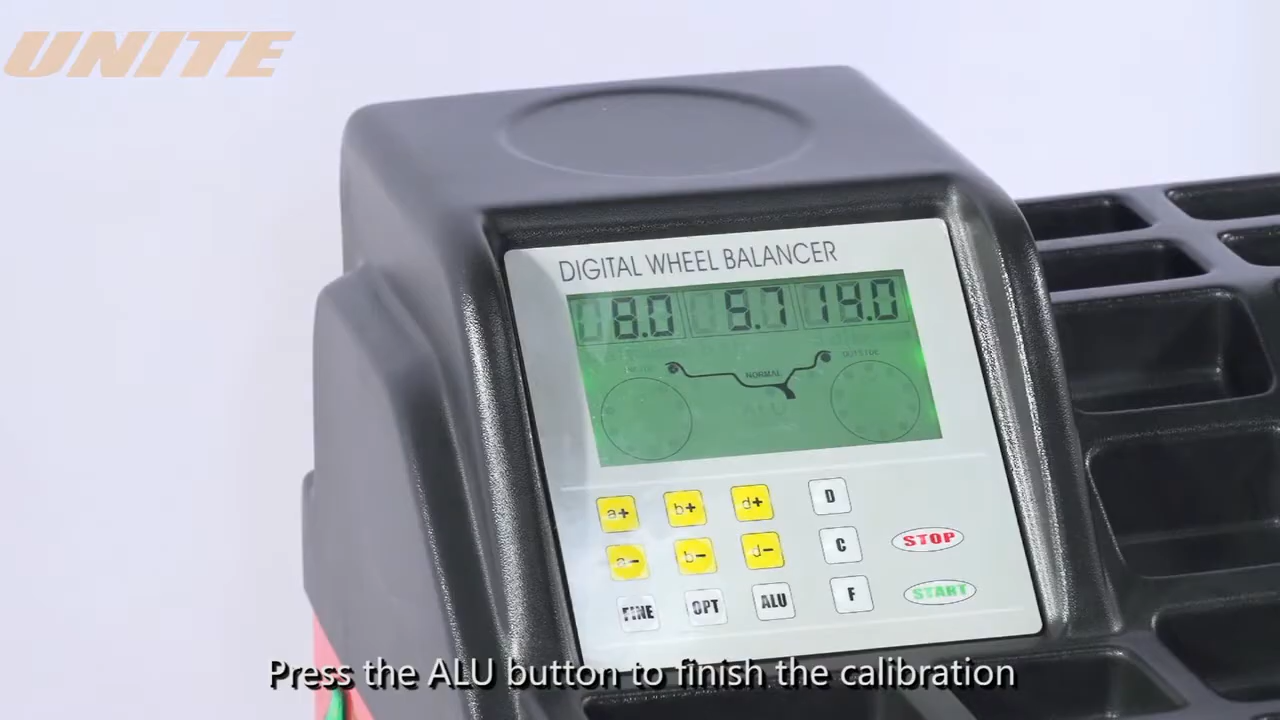 UNITE
DIGITAL WHEEL BALANCER
8.0 5.7 14.0
NORMAL
a+ b+ d+ D
a- b- d- C STOP
FINE OPT ALU F START
Press the ALU button to finish the calibration